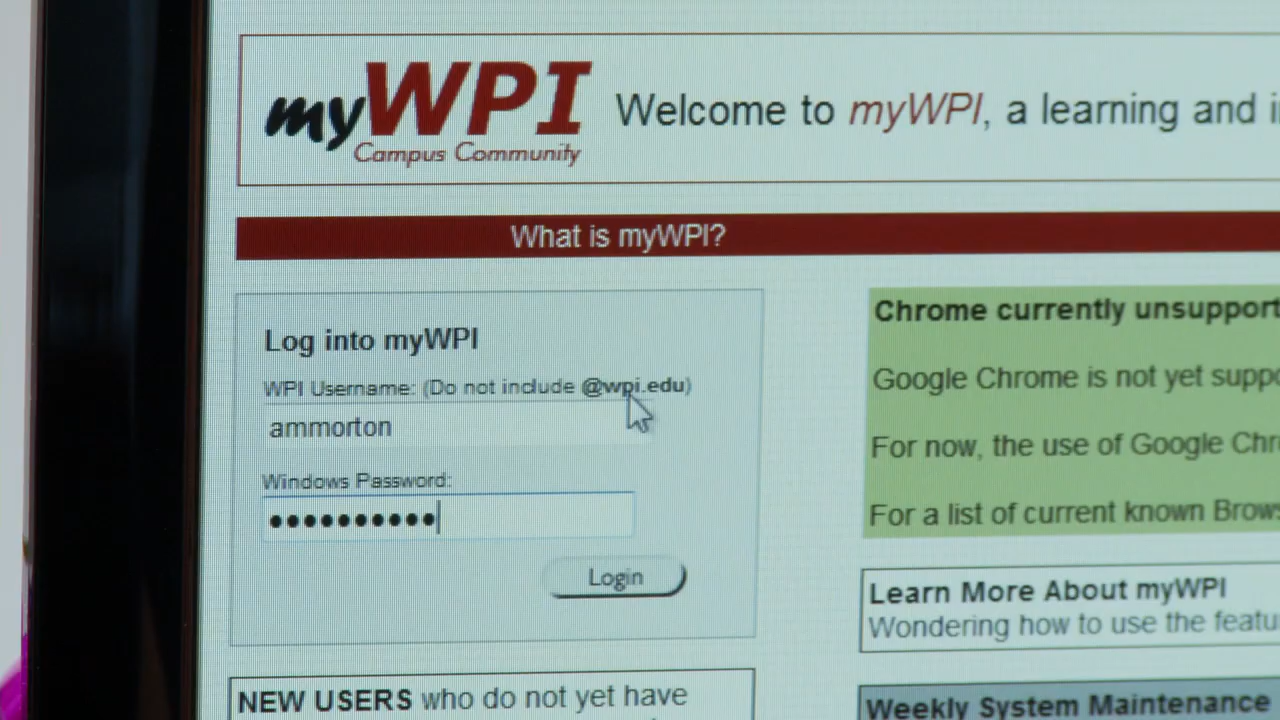 myWPI
Campus Community
Welcome to myWPI, a learning and
What is myWPI?
Log into myWPI
WPI Username: (Do not include @wpi.edu)
ammorton
Windows Password:
••••••••••
Login
NEW USERS who do not yet have
Chrome currently unsupport
Google Chrome is not yet suppo
For now, the use of Google Chr
For a list of current known Brows
Learn More About myWPI
Wondering how to use the featu
Weekly System Maintenance